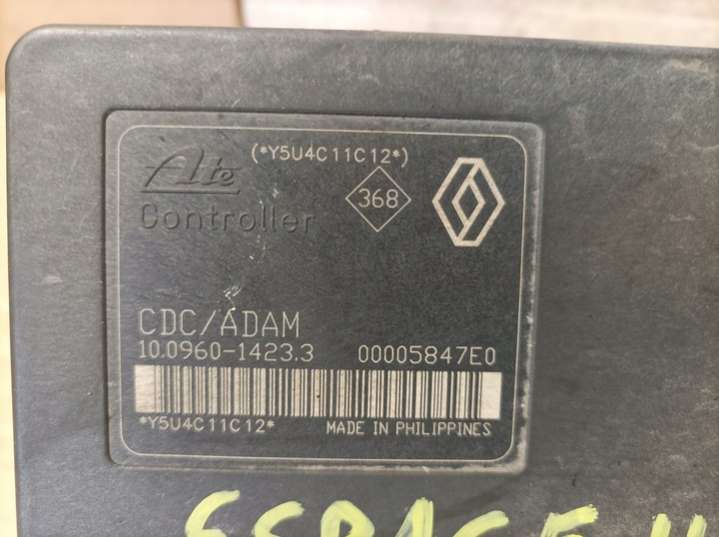 (*Y5U4C11C12*)
Ate
368
Controller
CDC/ADAM
10.0960-1423.3 00005847E0
*Y5U4C11C12* MADE IN PHILIPPINES